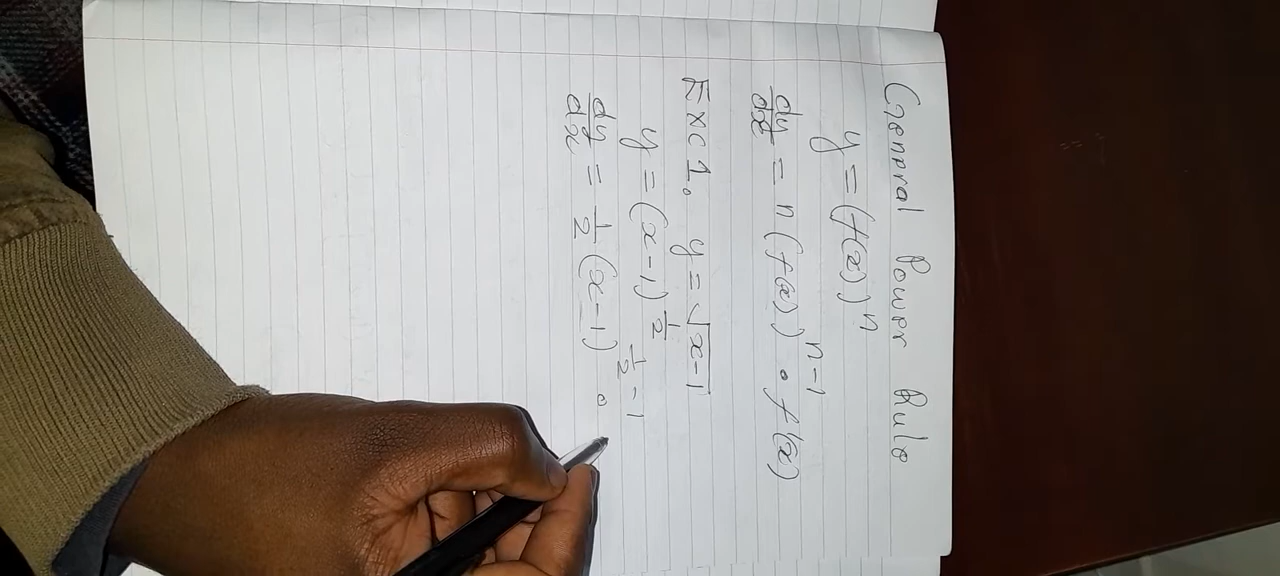 General Power Rule
y = (f(x))^n
dy/dx = n (f(x))^{n-1} • f'(x)
Exc 1. y = √(x-1)
y = (x-1)^{1/2}
dy/dx = 1/2 (x-1)^{1/2 - 1} •